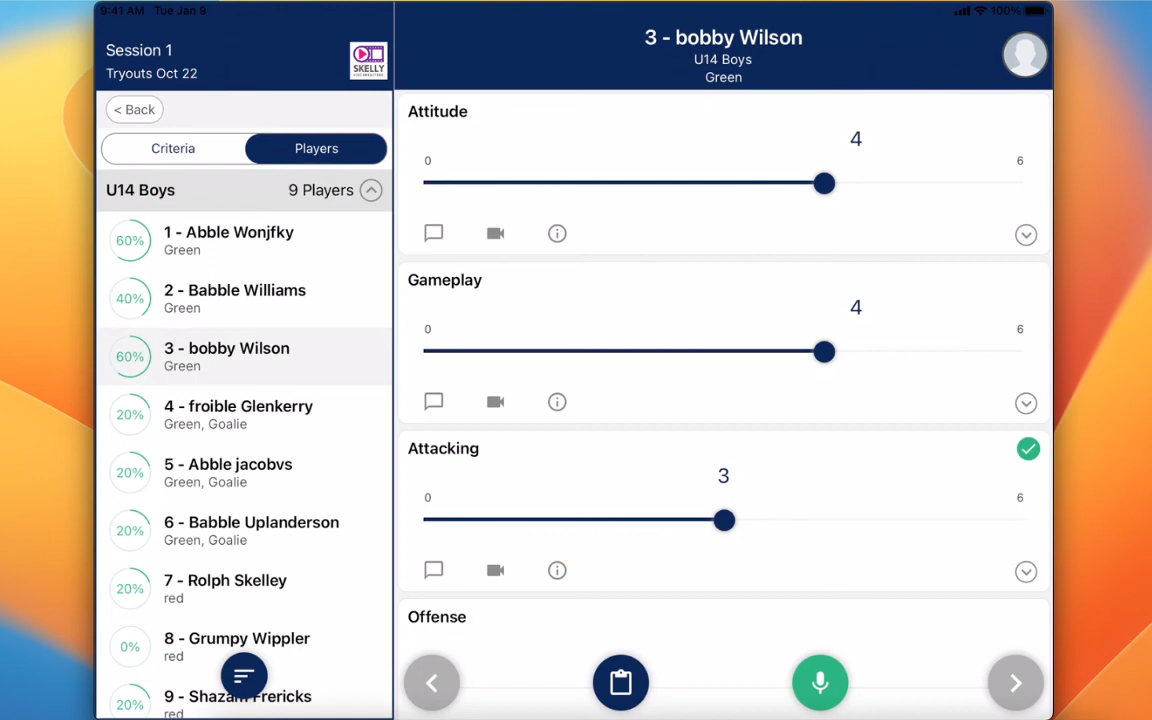 9:41 AM Tue Jan 9
100%
Session 1
Tryouts Oct 22
SKELLY
< Back
Criteria
Players
U14 Boys
9 Players
60%
1 - Abble Wonjfky
Green
40%
2 - Babble Williams
Green
60%
3 - bobby Wilson
Green
20%
4 - froible Glenkerry
Green, Goalie
20%
5 - Abble jacobvs
Green, Goalie
20%
6 - Babble Uplanderson
Green, Goalie
20%
7 - Rolph Skelley
red
0%
8 - Grumpy Wippler
red
20%
9 - Shazam Frericks
red
3 - bobby Wilson
U14 Boys
Green
Attitude
4
0
6
Gameplay
4
0
6
Attacking
3
0
6
Offense